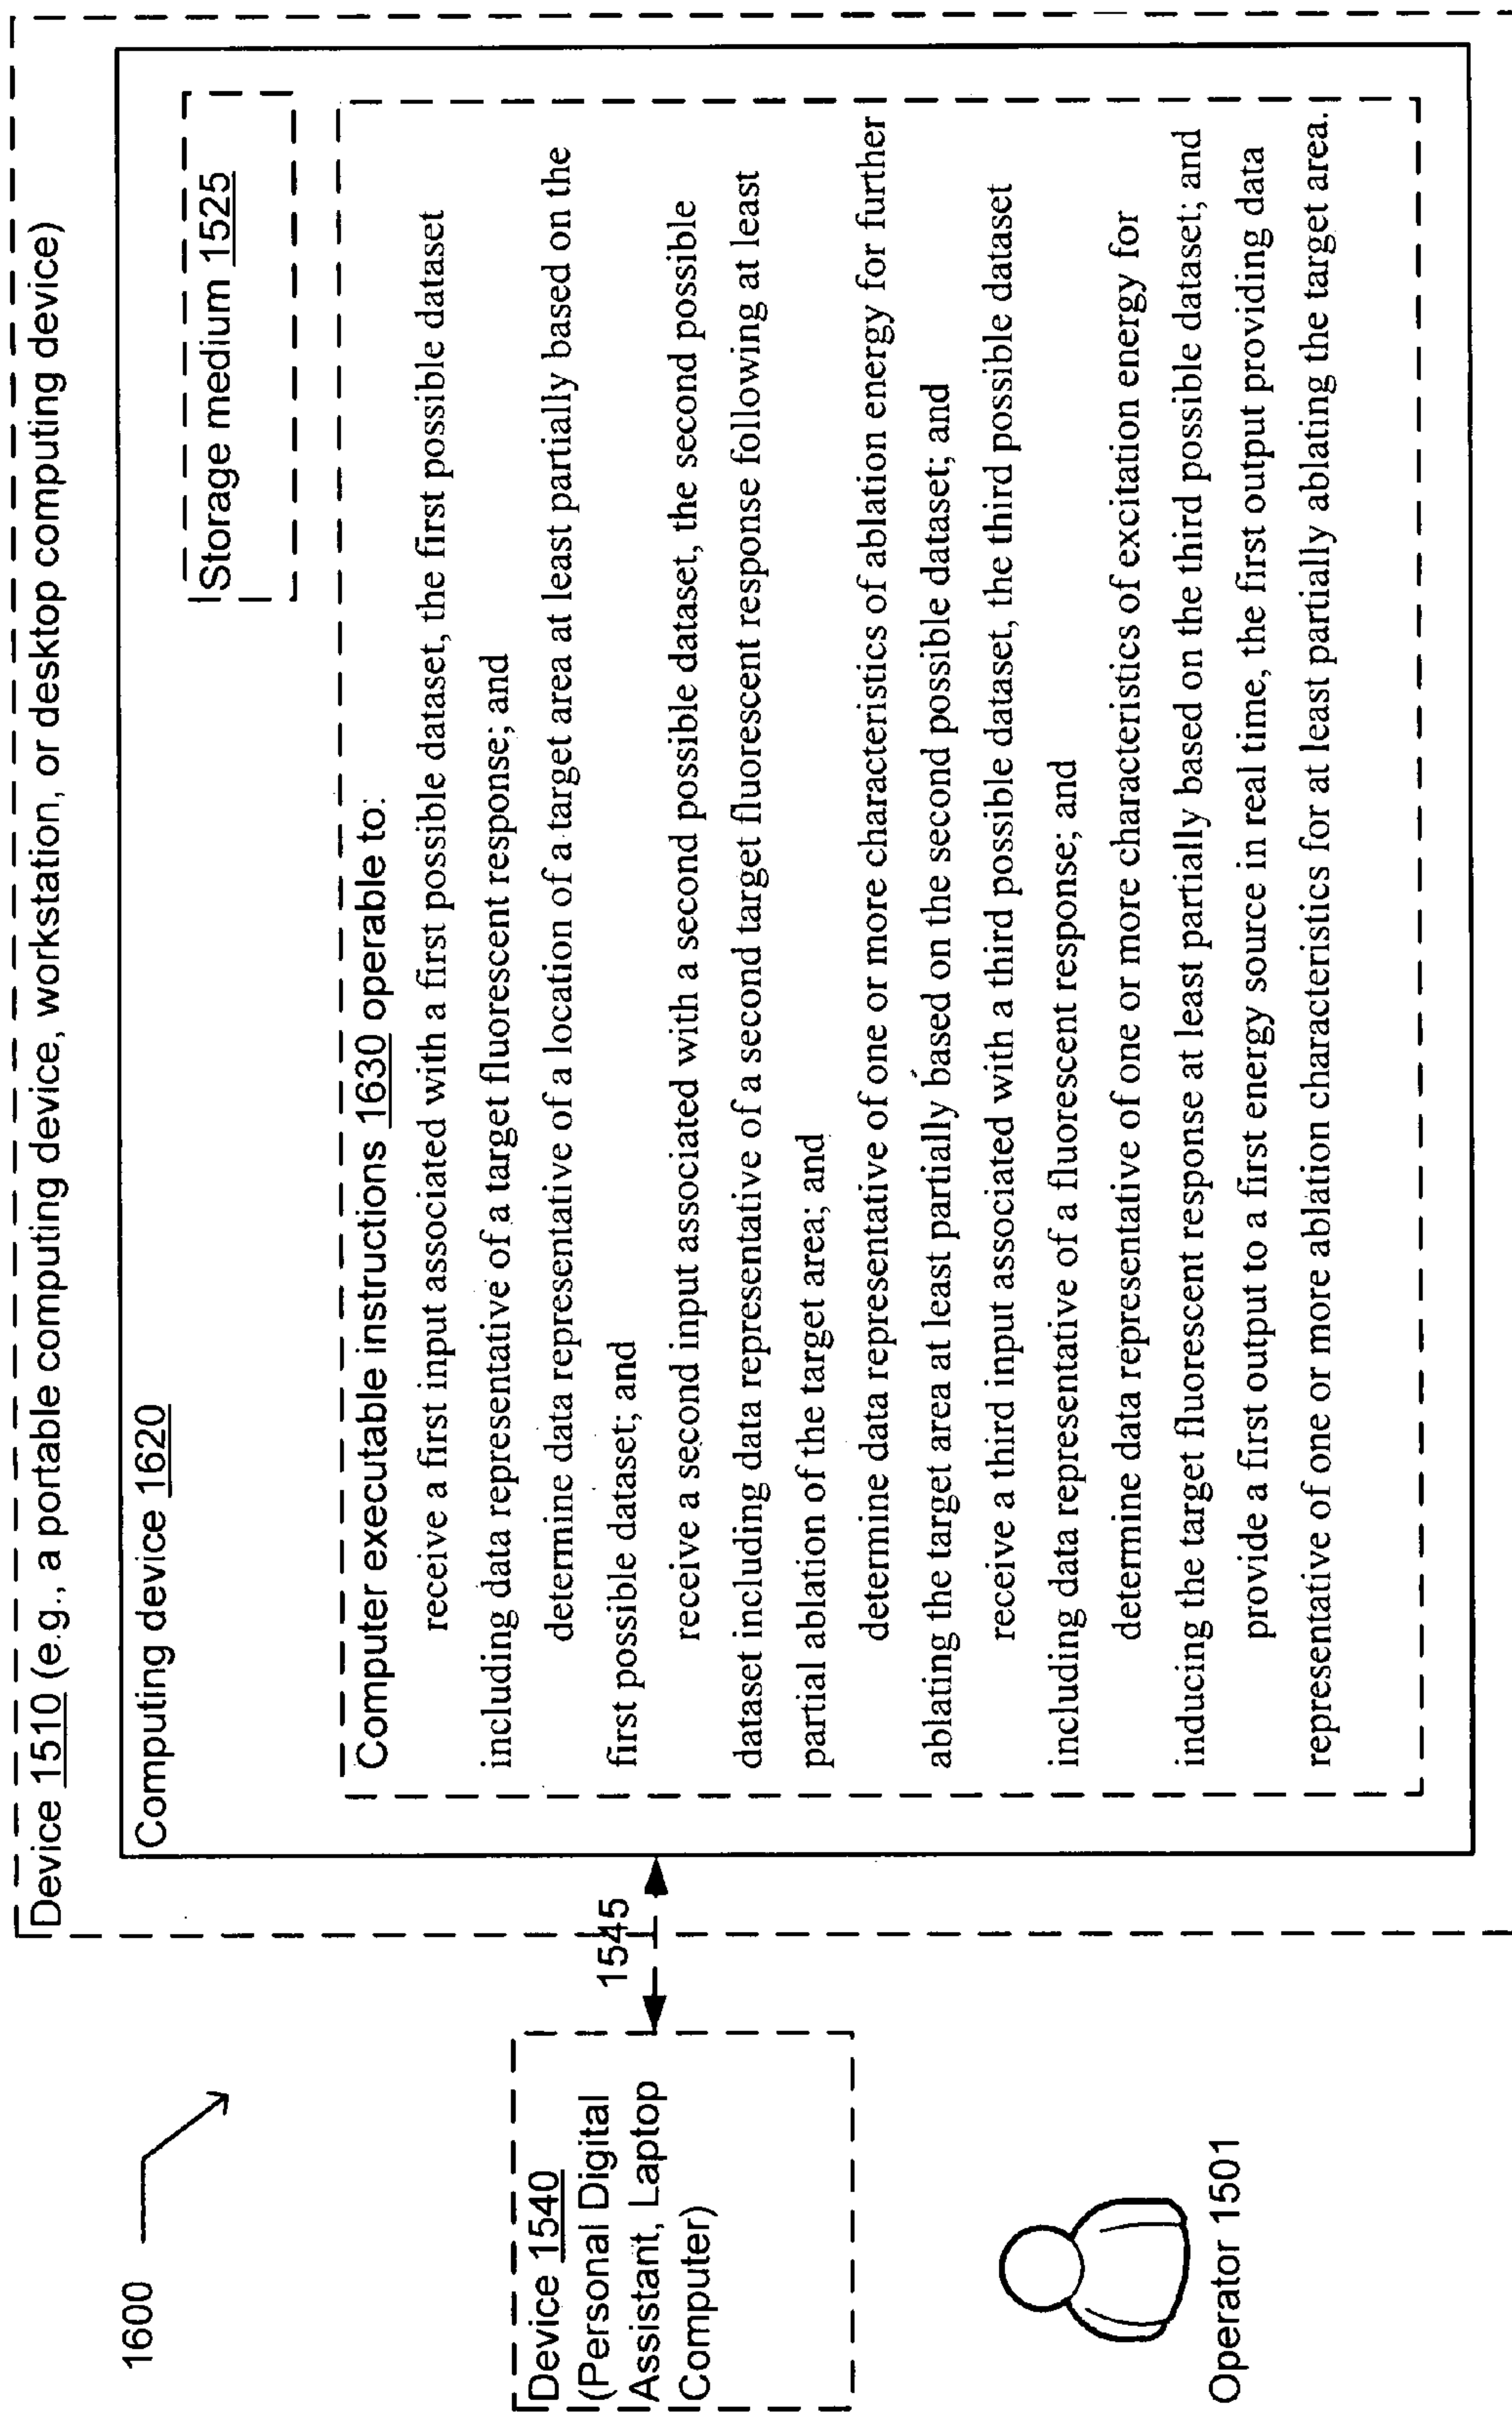 1600
Device 1510 (e.g., a portable computing device, workstation, or desktop computing device)
Computing device 1620
Storage medium 1525
Computer executable instructions 1630 operable to:
receive a first input associated with a first possible dataset, the first possible dataset
including data representative of a target fluorescent response; and
determine data representative of a location of a target area at least partially based on the
first possible dataset; and
receive a second input associated with a second possible dataset, the second possible
dataset including data representative of a second target fluorescent response following at least
partial ablation of the target area; and
determine data representative of one or more characteristics of ablation energy for further
ablating the target area at least partially based on the second possible dataset; and
receive a third input associated with a third possible dataset, the third possible dataset
including data representative of a fluorescent response; and
determine data representative of one or more characteristics of excitation energy for
inducing the target fluorescent response at least partially based on the third possible dataset; and
provide a first output to a first energy source in real time, the first output providing data
representative of one or more ablation characteristics for at least partially ablating the target area.
1545
Device 1540
(Personal Digital
Assistant, Laptop
Computer)
Operator 1501